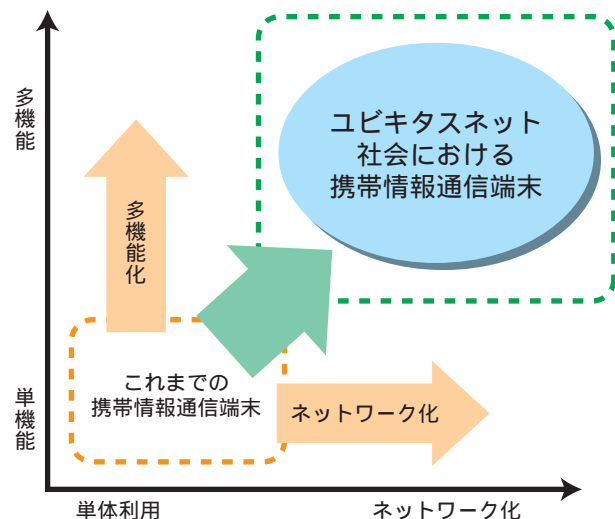 多機能
ユビキタスネット
社会における
携帯情報通信端末
多機能化
これまでの
携帯情報通信端末
ネットワーク化
単機能
単体利用
ネットワーク化